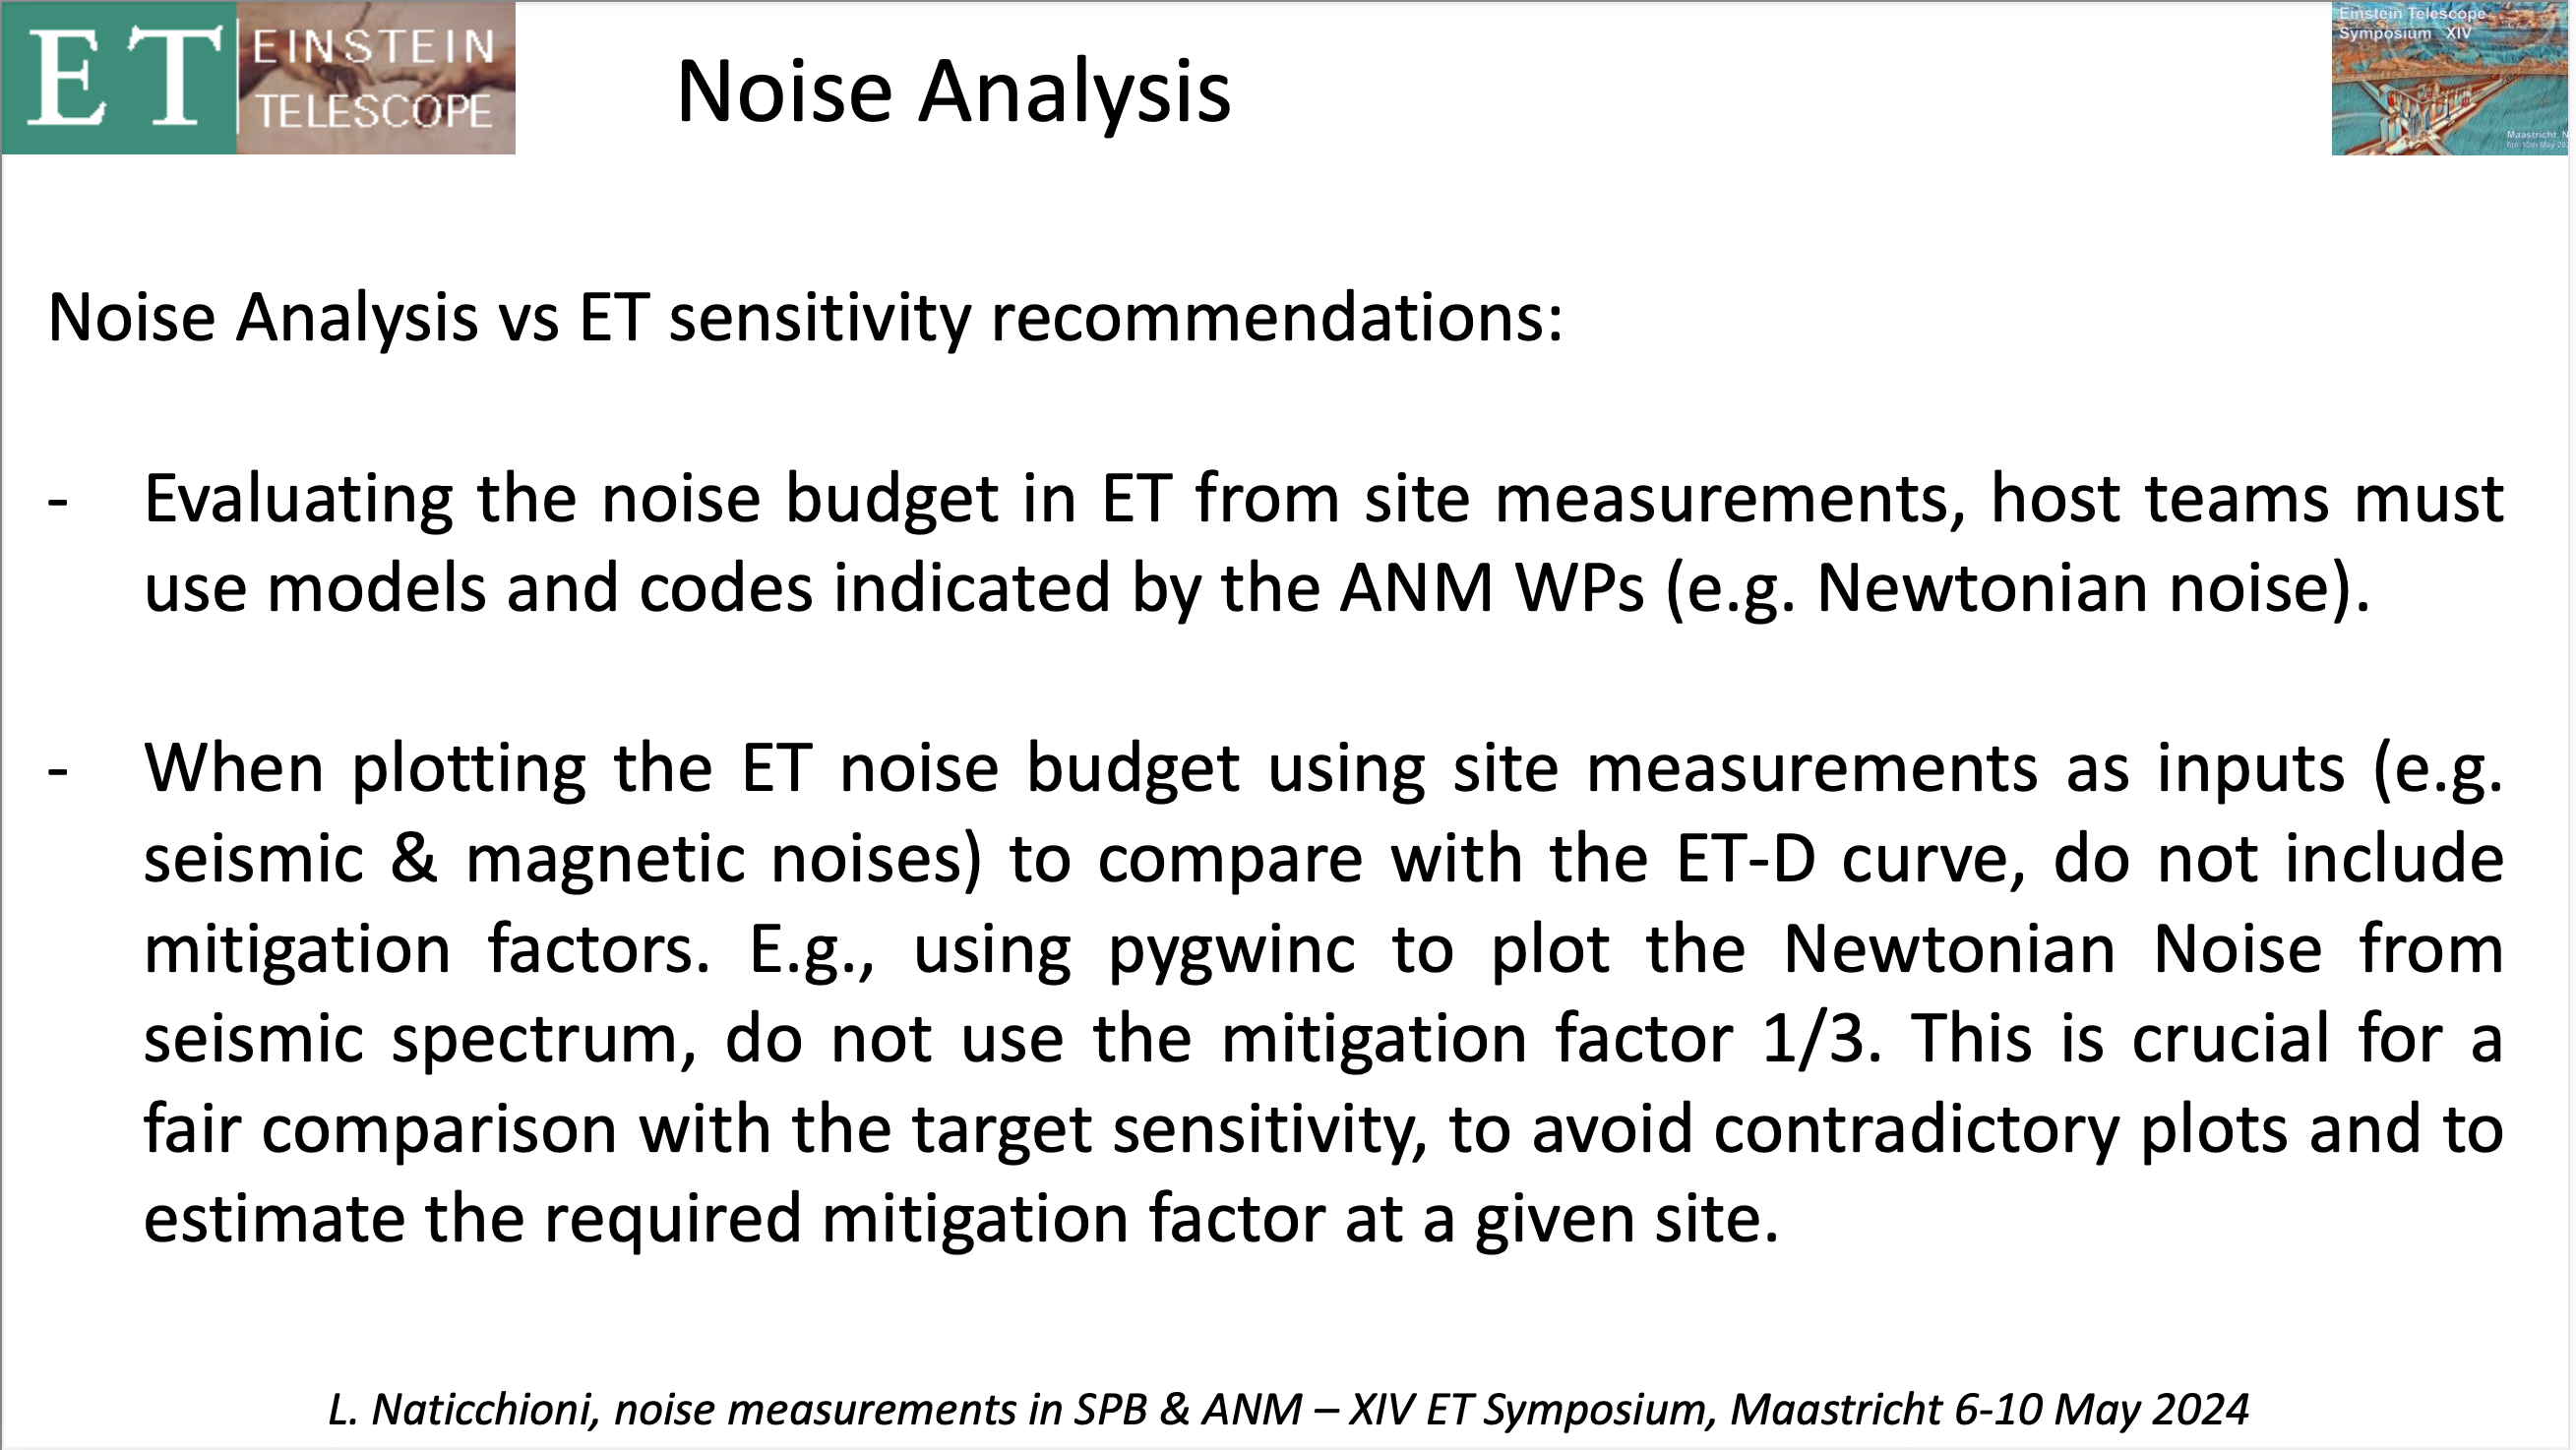 ET
EINSTEIN
TELESCOPE
Noise Analysis
Einstein Telescope
Symposium XIV
Maastricht, N
6th-10th May 202
Noise Analysis vs ET sensitivity recommendations:
- Evaluating the noise budget in ET from site measurements, host teams must
use models and codes indicated by the ANM WPs (e.g. Newtonian noise).
- When plotting the ET noise budget using site measurements as inputs (e.g.
seismic & magnetic noises) to compare with the ET-D curve, do not include
mitigation factors. E.g., using pygwinc to plot the Newtonian Noise from
seismic spectrum, do not use the mitigation factor 1/3. This is crucial for a
fair comparison with the target sensitivity, to avoid contradictory plots and to
estimate the required mitigation factor at a given site.
L. Naticchioni, noise measurements in SPB & ANM – XIV ET Symposium, Maastricht 6-10 May 2024